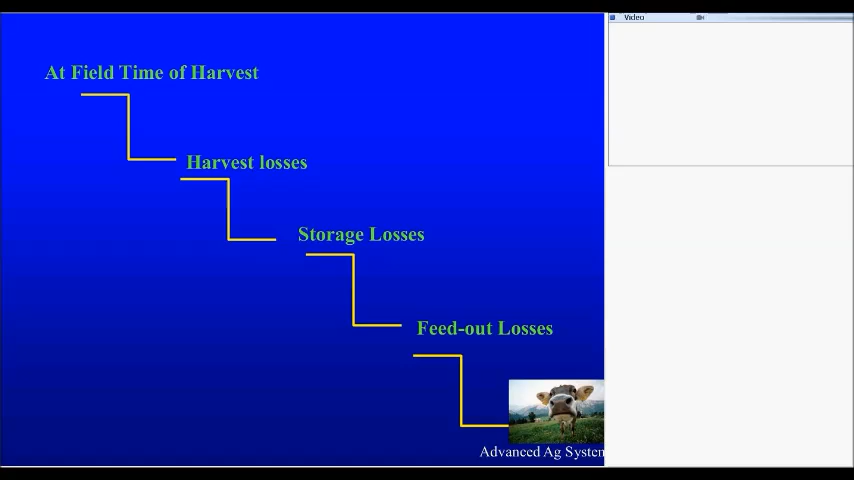 Video
At Field Time of Harvest
Harvest losses
Storage Losses
Feed-out Losses
Advanced Ag System